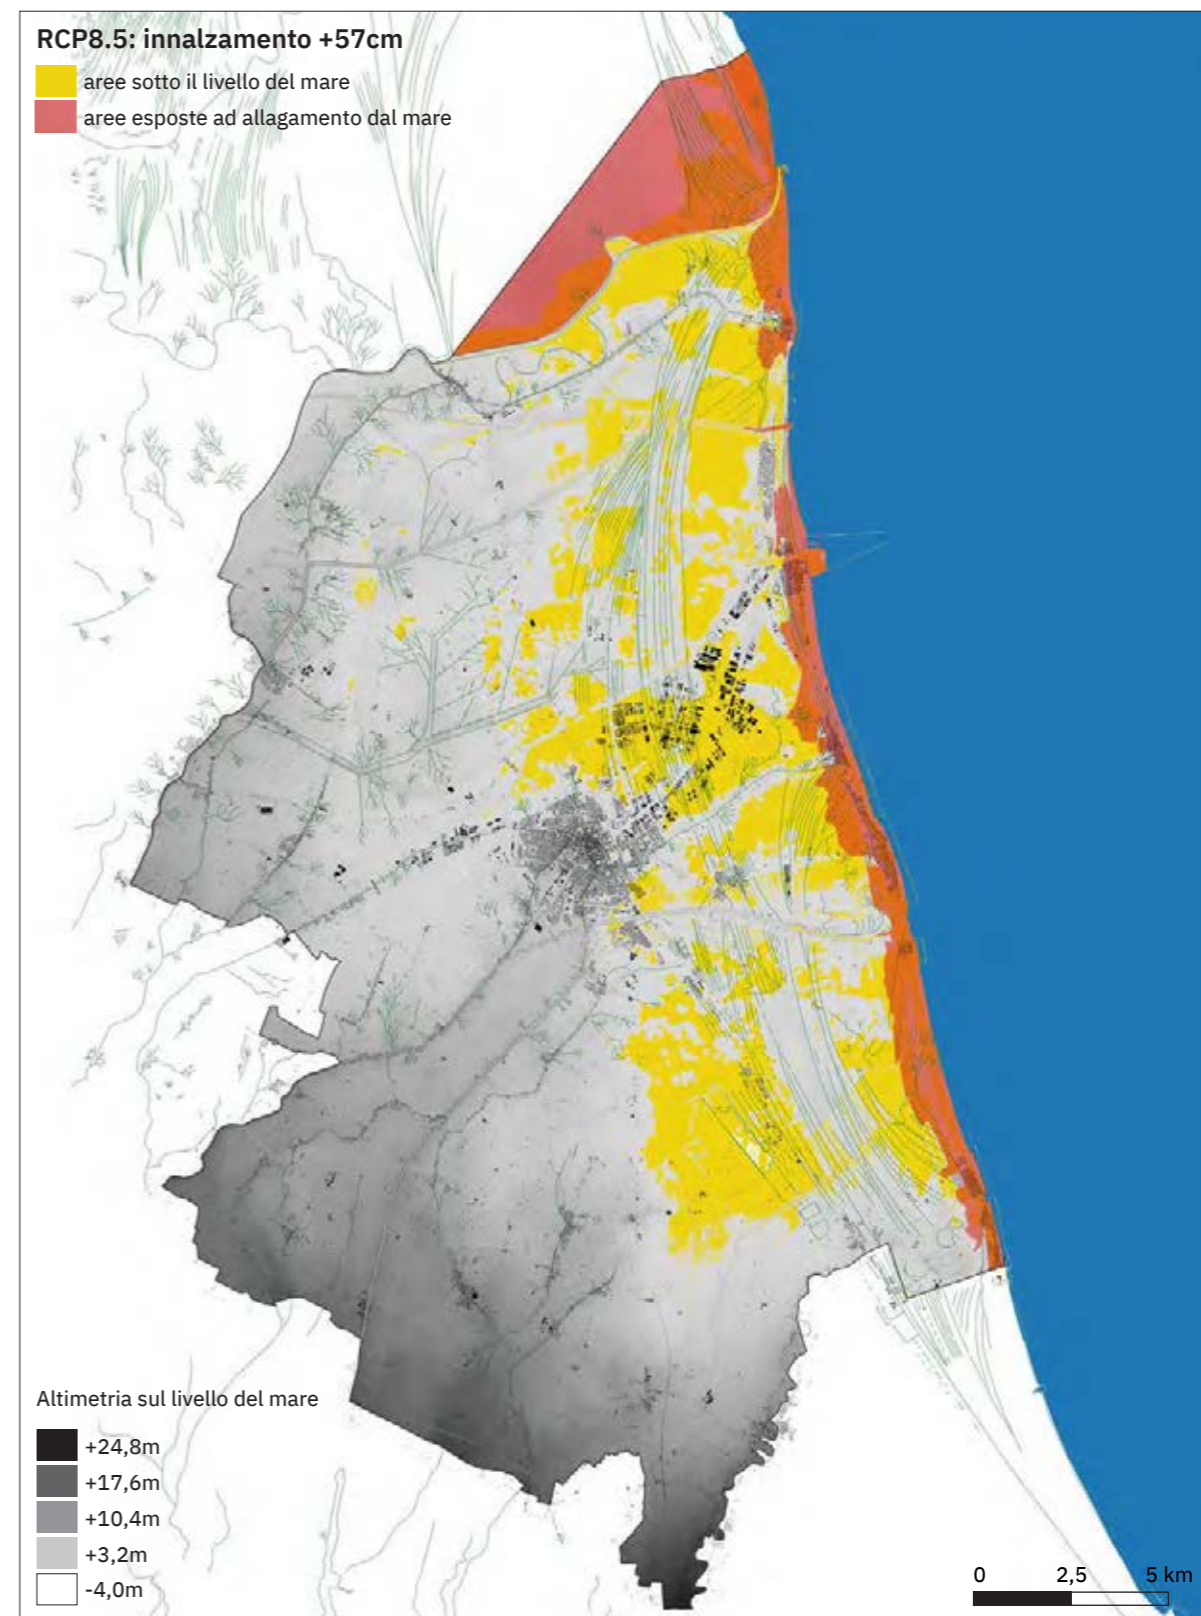 RCP8.5: innalzamento +57cm
aree sotto il livello del mare
aree esposte ad allagamento dal mare
Altimetria sul livello del mare
+24,8m
+17,6m
+10,4m
+3,2m
-4,0m
0 2,5 5 km